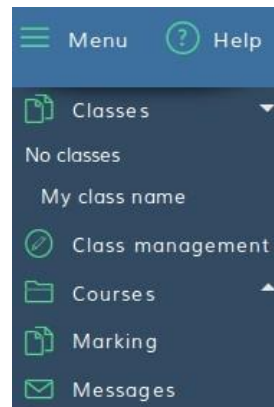 Menu ? Help
Classes
No classes
My class name
Class management
Courses
Marking
Messages